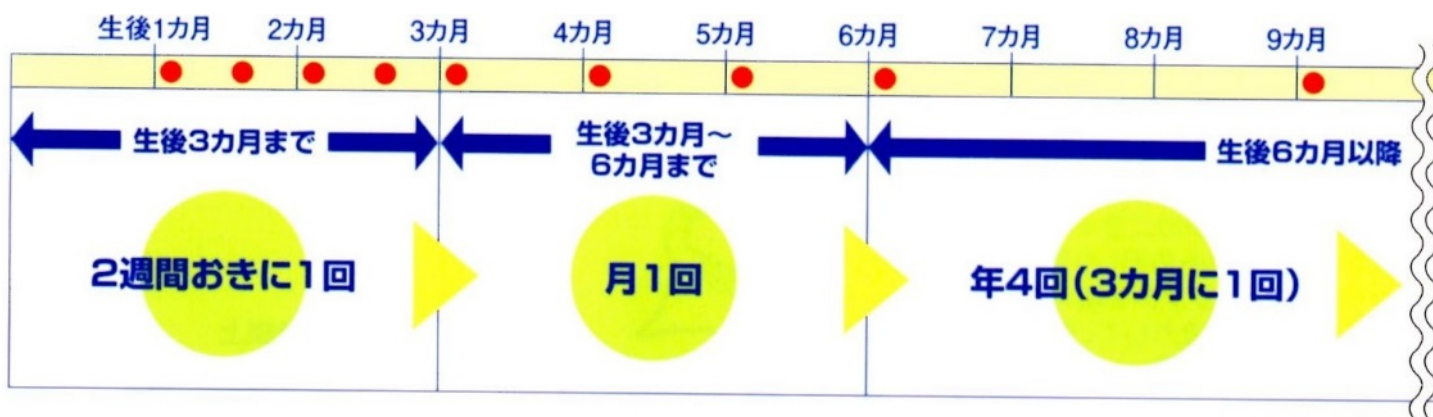 生後1カ月 2カ月 3カ月 4カ月 5カ月 6カ月 7カ月 8カ月 9カ月
生後3カ月まで
生後3カ月〜
6カ月まで
生後6カ月以降
2週間おきに1回
月1回
年4回(3カ月に1回)